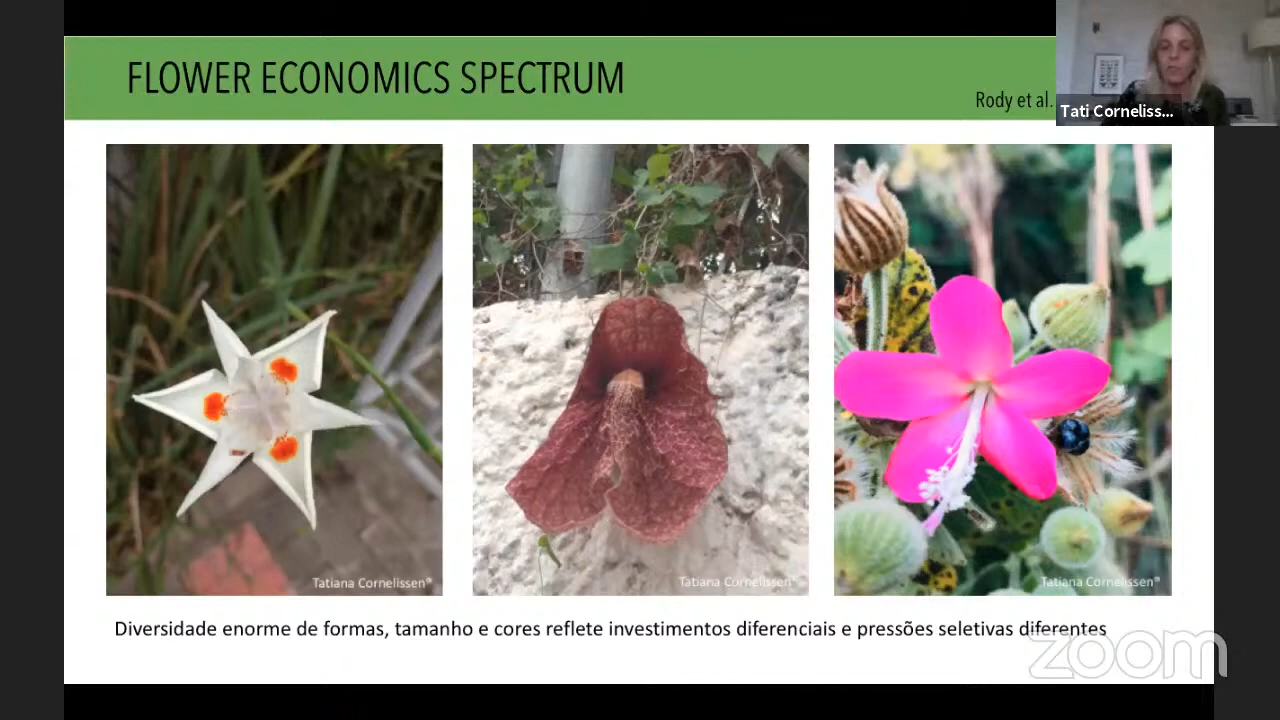 FLOWER ECONOMICS SPECTRUM
Rody et al.
Tati Corneliss...
Tatiana Cornelissen®
Tatiana Cornelissen®
Tatiana Cornelissen®
Diversidade enorme de formas, tamanho e cores reflete investimentos diferenciais e pressões seletivas diferentes
zoom